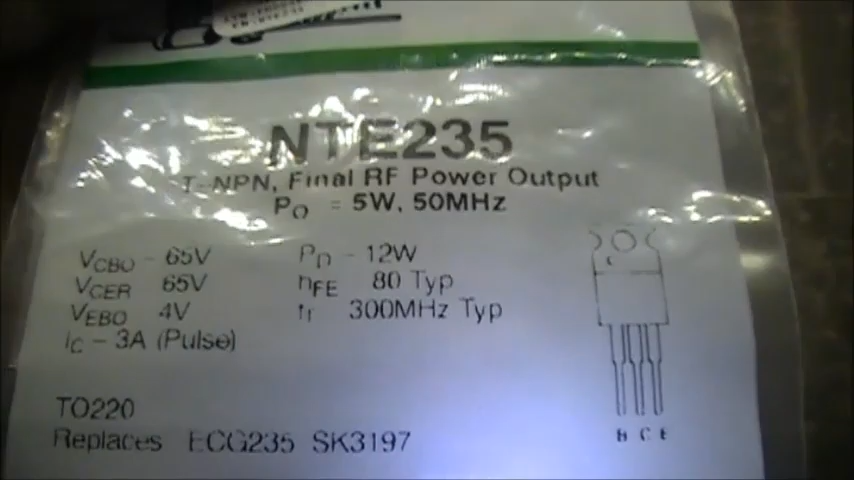 NTE235
T-NPN, Final RF Power Output
PO = 5W, 50MHz
VCBO - 65V
VCER 65V
VEBO 4V
IC - 3A (Pulse)
PD - 12W
hFE 80 Typ
fT 300MHz Typ
TO220
Replaces ECG235 SK3197
B C E